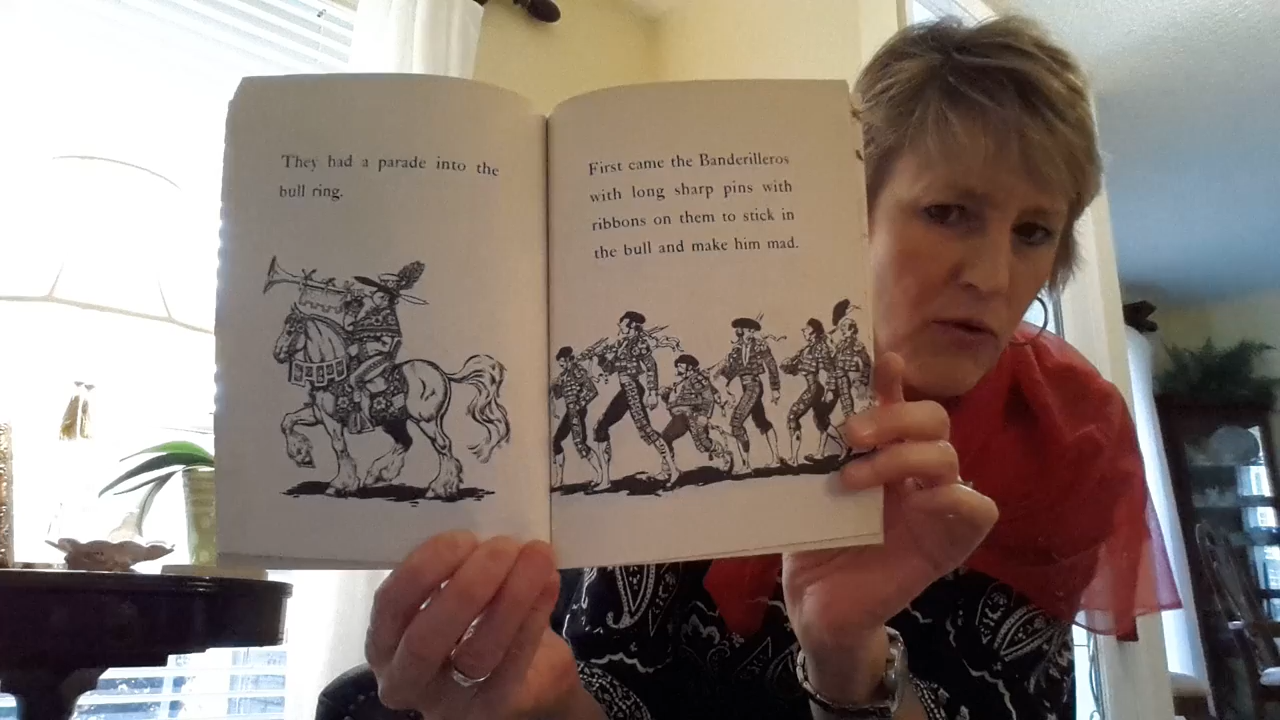 They had a parade into the
bull ring.
First came the Banderilleros
with long sharp pins with
ribbons on them to stick in
the bull and make him mad.